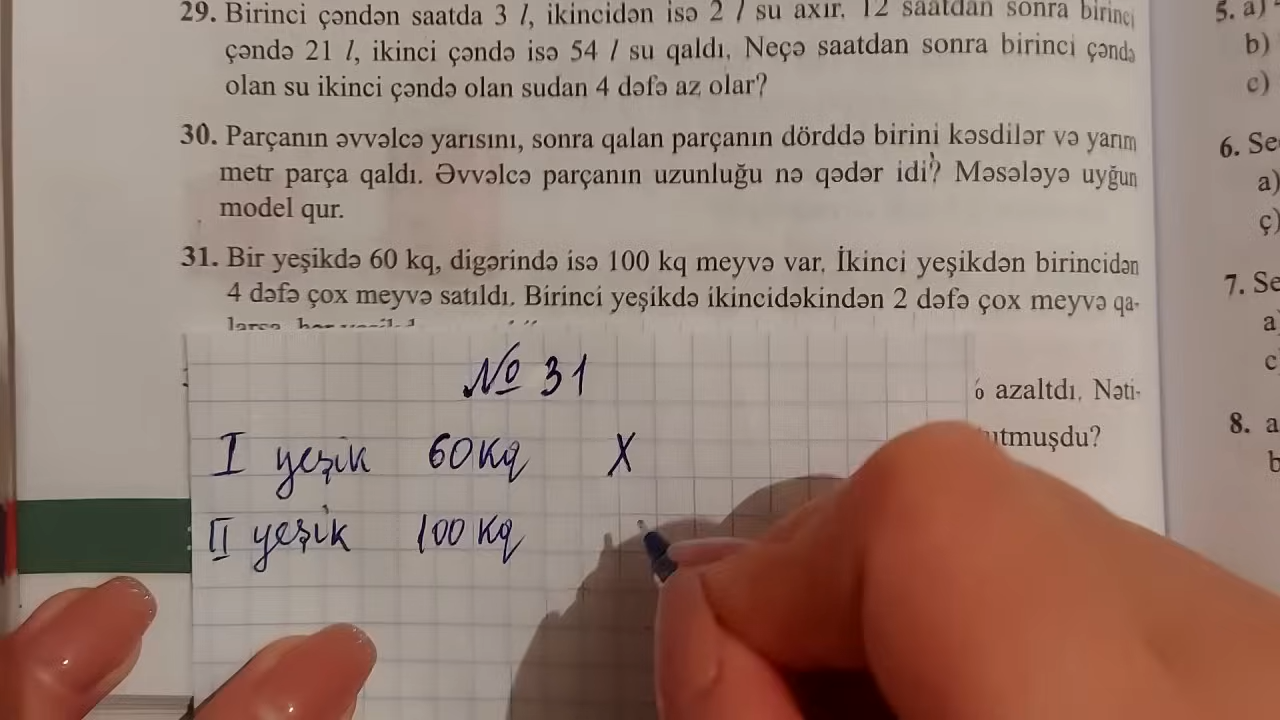 29. Birinci çəndən saatda 3 l, ikincidən isə 2 l su axır. 12 saatdan sonra birinci
çəndə 21 l, ikinci çəndə isə 54 l su qaldı. Neçə saatdan sonra birinci çəndə
olan su ikinci çəndə olan sudan 4 dəfə az olar?
30. Parçanın əvvəlcə yarısını, sonra qalan parçanın dörddə birini kəsdilər və yarım
metr parça qaldı. Əvvəlcə parçanın uzunluğu nə qədər idi? Məsələyə uyğun
model qur.
31. Bir yeşikdə 60 kq, digərində isə 100 kq meyvə var. İkinci yeşikdən birincidən
4 dəfə çox meyvə satıldı. Birinci yeşikdə ikincidəkindən 2 dəfə çox meyvə qa-
azaltdı. Nəti-
№ 31
I yeşik 60 kq X
II yeşik 100 kq
5. a)
b)
c)
6. Se
a)
ç)
7. Se
a
c
8. a
b